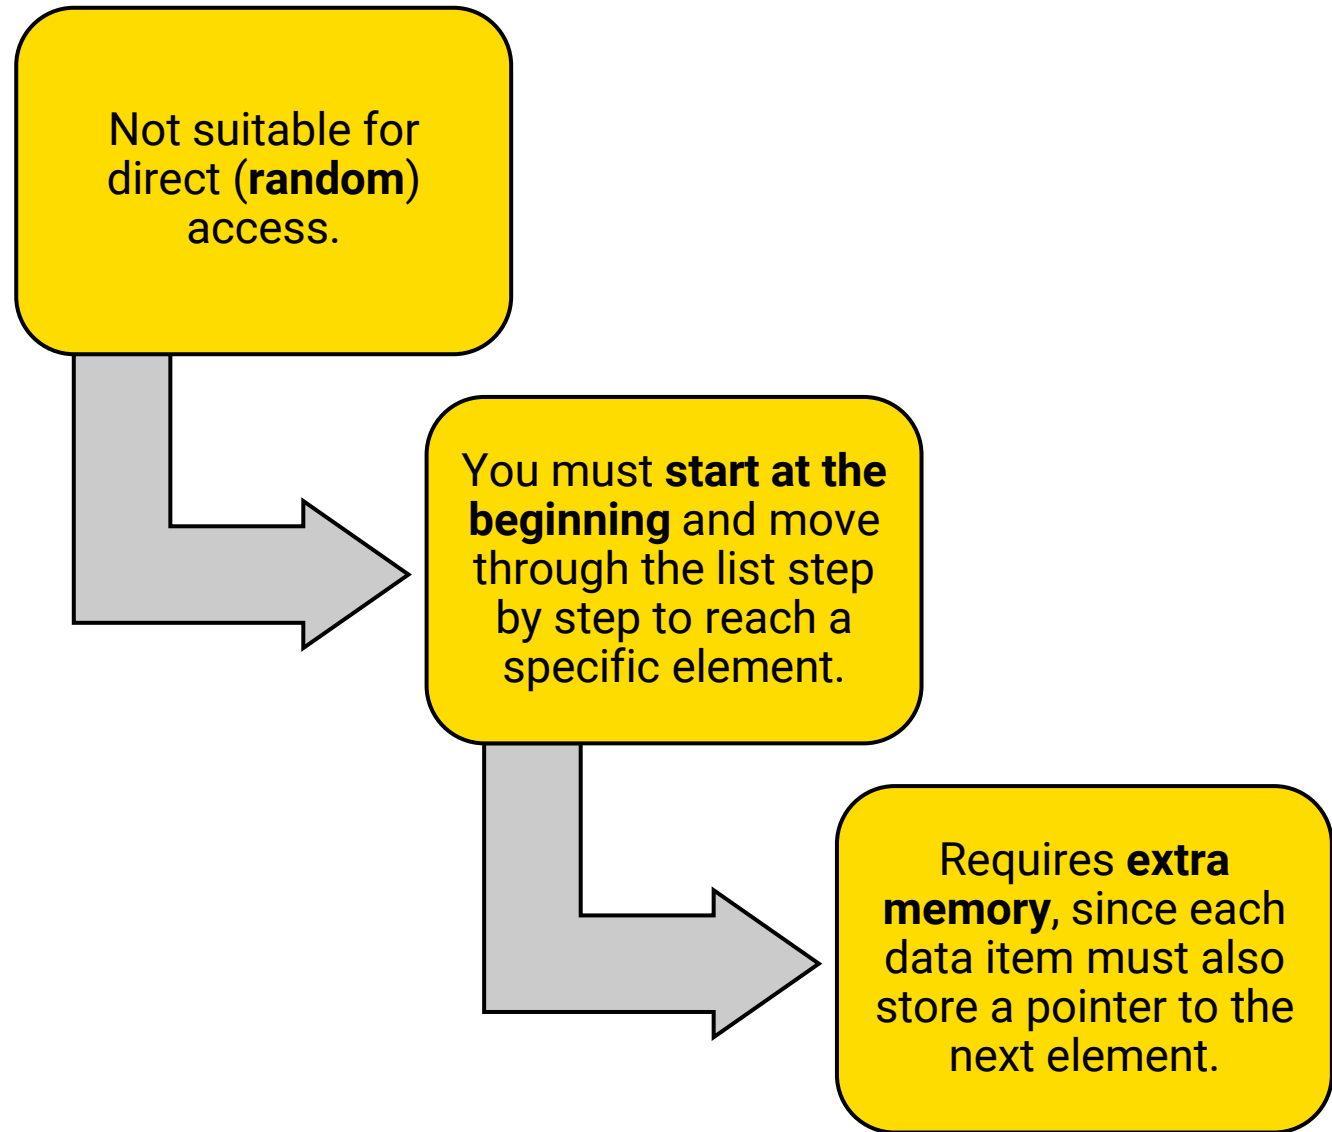 Not suitable for
direct (random)
access.
You must start at the
beginning and move
through the list step
by step to reach a
specific element.
Requires extra
memory, since each
data item must also
store a pointer to the
next element.